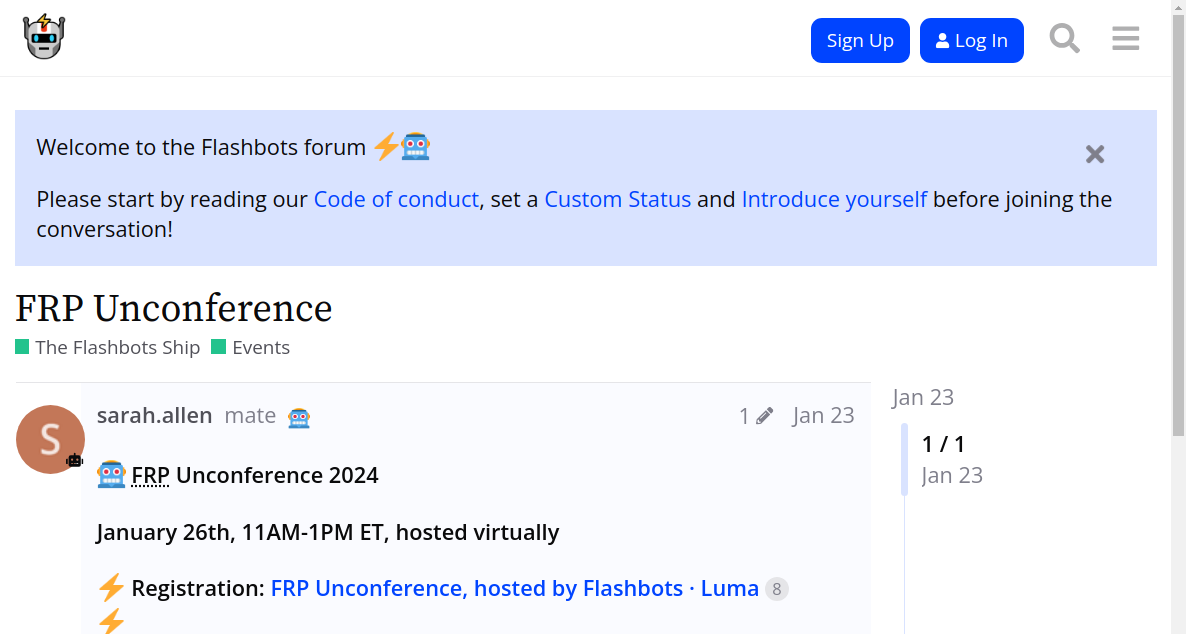 Sign Up
Log In
Welcome to the Flashbots forum
Please start by reading our Code of conduct, set a Custom Status and Introduce yourself before joining the
conversation!
FRP Unconference
The Flashbots Ship Events
S
sarah.allen mate 1 Jan 23
FRP Unconference 2024
January 26th, 11AM-1PM ET, hosted virtually
Registration: FRP Unconference, hosted by Flashbots · Luma 8
Jan 23
1 / 1
Jan 23